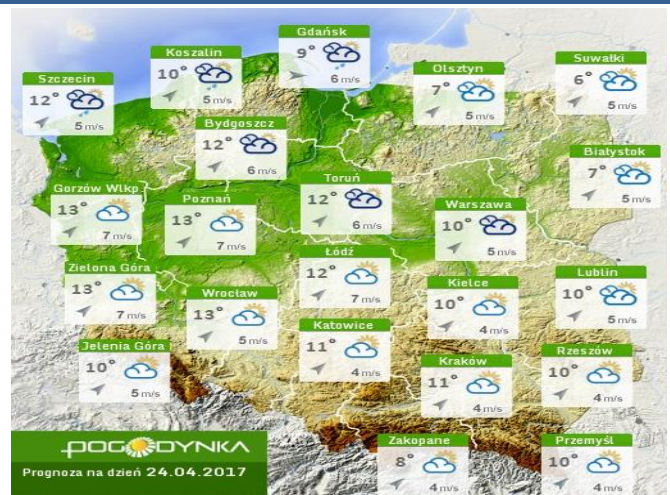 Gdańsk
9°
6 m/s
Koszalin
10°
5 m/s
Suwałki
6°
5 m/s
Olsztyn
7°
5 m/s
Szczecin
12°
5 m/s
Bydgoszcz
12°
6 m/s
Białystok
7°
5 m/s
Toruń
12°
6 m/s
Gorzów Wlkp
13°
7 m/s
Poznań
13°
7 m/s
Warszawa
10°
5 m/s
Łódź
12°
7 m/s
Zielona Góra
13°
7 m/s
Lublin
10°
5 m/s
Kielce
10°
4 m/s
Wrocław
13°
5 m/s
Katowice
11°
4 m/s
Jelenia Góra
10°
5 m/s
Rzeszów
10°
4 m/s
Kraków
11°
4 m/s
Zakopane
8°
4 m/s
Przemyśl
10°
4 m/s
POGODYNKA
Prognoza na dzień 24.04.2017